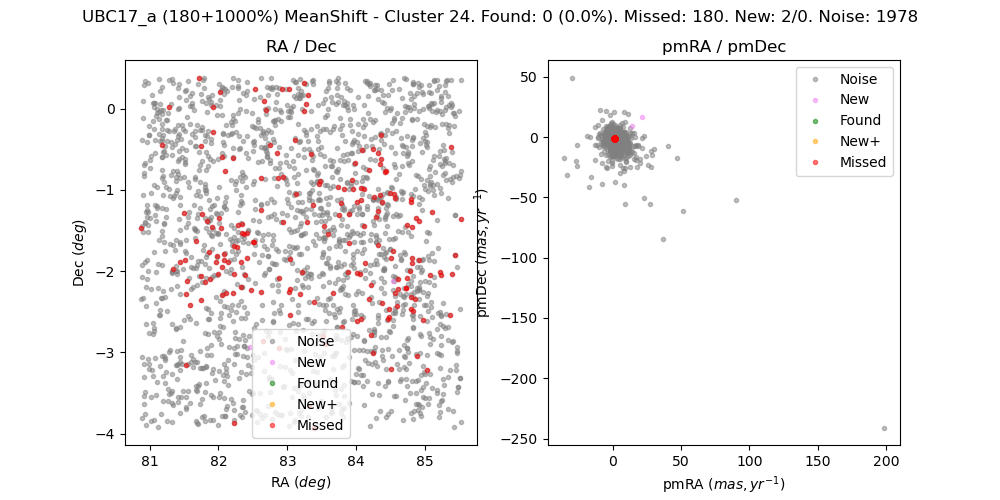 UBC17_a (180+1000%) MeanShift - Cluster 24. Found: 0 (0.0%). Missed: 180. New: 2/0. Noise: 1978
RA / Dec
0
−1
−2
−3
−4
Dec (deg)
81 82 83 84 85
RA (deg)
Noise
New
Found
New+
Missed
pmRA / pmDec
50
0
−50
−100
−150
−200
−250
pmDec (mas, yr⁻¹)
0 50 100 150 200
pmRA (mas, yr⁻¹)
Noise
New
Found
New+
Missed